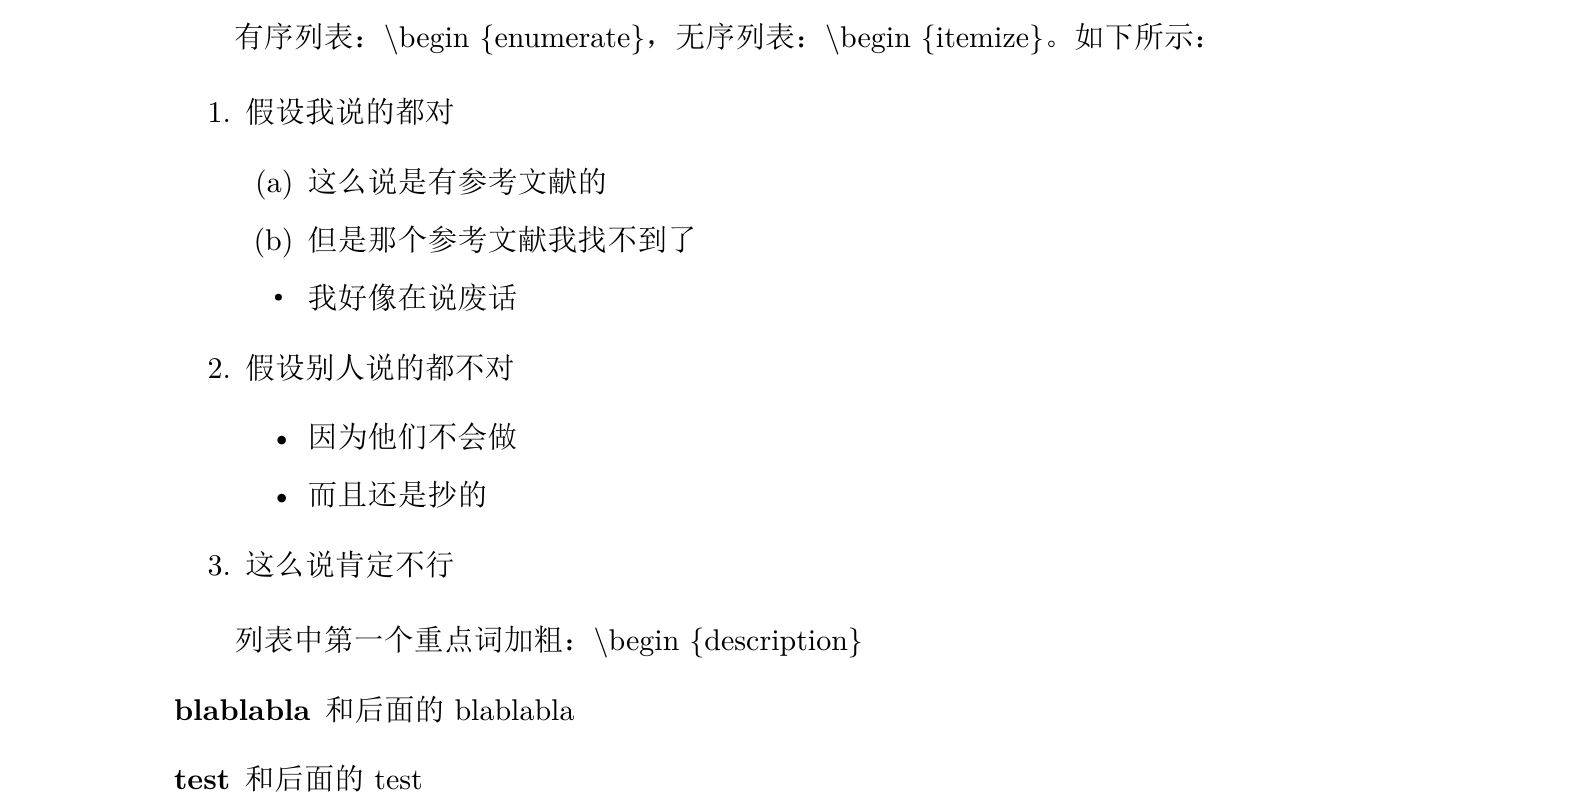 有序列表：\begin {enumerate}，无序列表：\begin {itemize}。如下所示：
1. 假设我说的都对
(a) 这么说是有参考文献的
(b) 但是那个参考文献我找不到了
• 我好像在说废话
2. 假设别人说的都不对
• 因为他们不会做
• 而且还是抄的
3. 这么说肯定不行
列表中第一个重点词加粗：\begin {description}
blablabla 和后面的 blablabla
test 和后面的 test